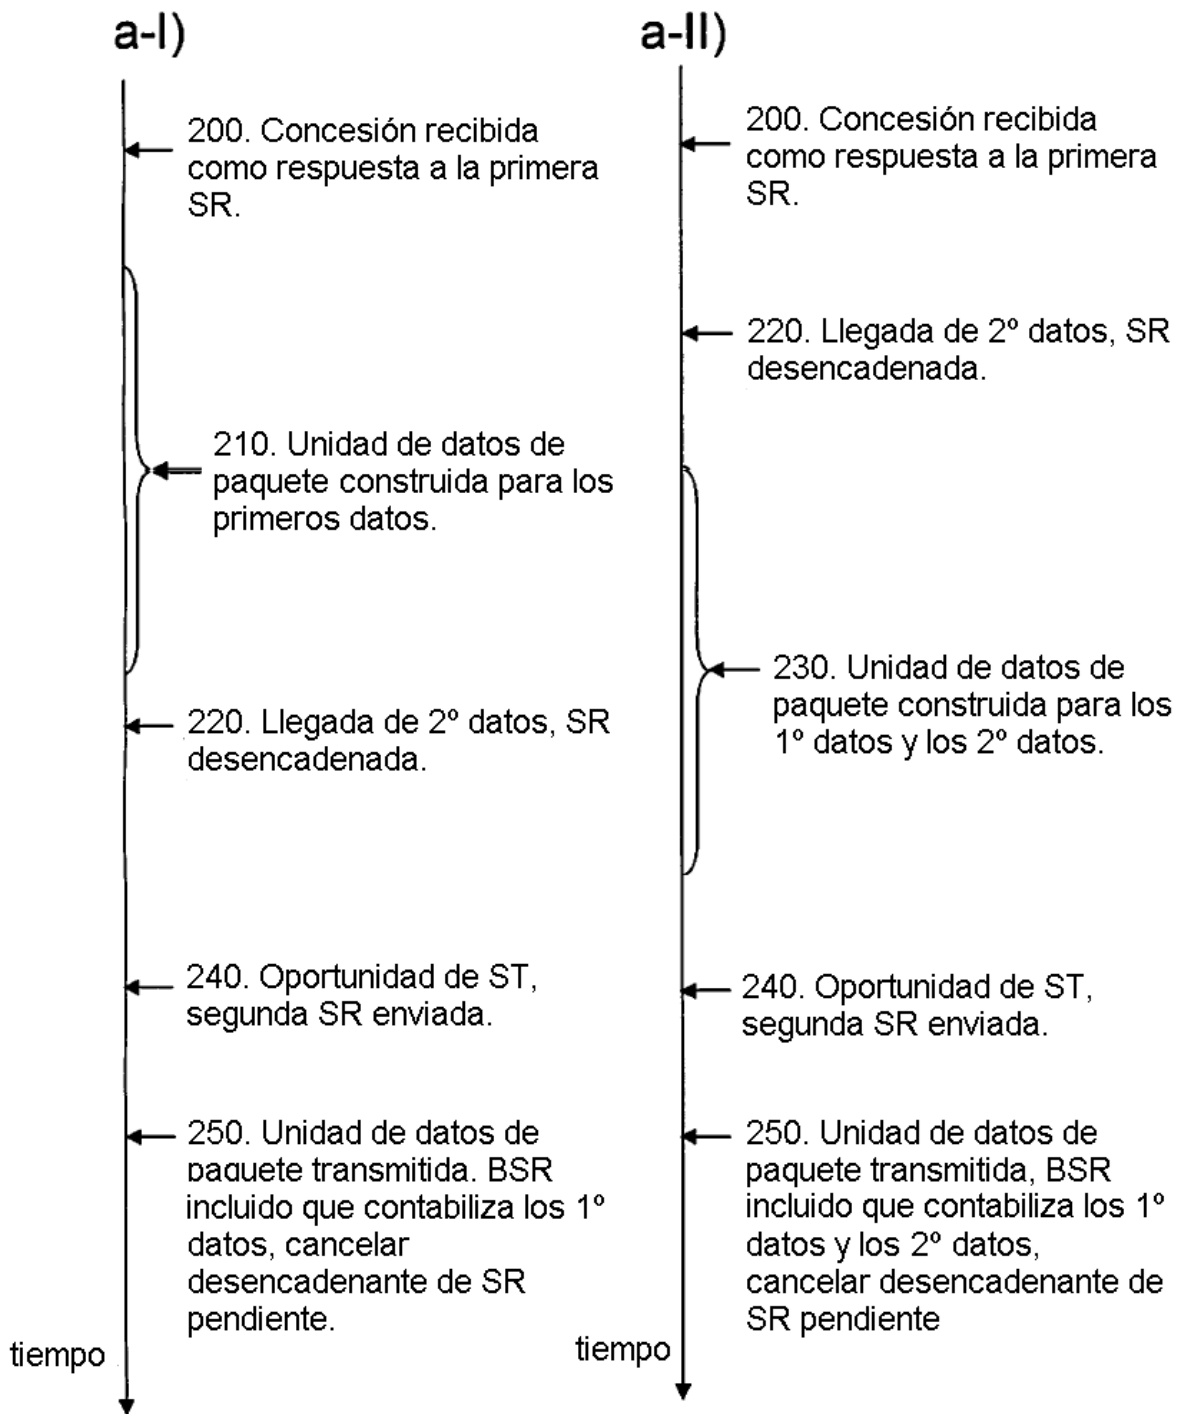 a-I)
200. Concesión recibida
como respuesta a la primera
SR.
210. Unidad de datos de
paquete construida para los
primeros datos.
220. Llegada de 2º datos, SR
desencadenada.
240. Oportunidad de ST,
segunda SR enviada.
250. Unidad de datos de
paquete transmitida. BSR
incluido que contabiliza los 1º
datos, cancelar
desencadenante de SR
pendiente.
tiempo
a-II)
200. Concesión recibida
como respuesta a la primera
SR.
220. Llegada de 2º datos, SR
desencadenada.
230. Unidad de datos de
paquete construida para los
1º datos y los 2º datos.
240. Oportunidad de ST,
segunda SR enviada.
250. Unidad de datos de
paquete transmitida, BSR
incluido que contabiliza los 1º
datos y los 2º datos,
cancelar desencadenante de
SR pendiente
tiempo